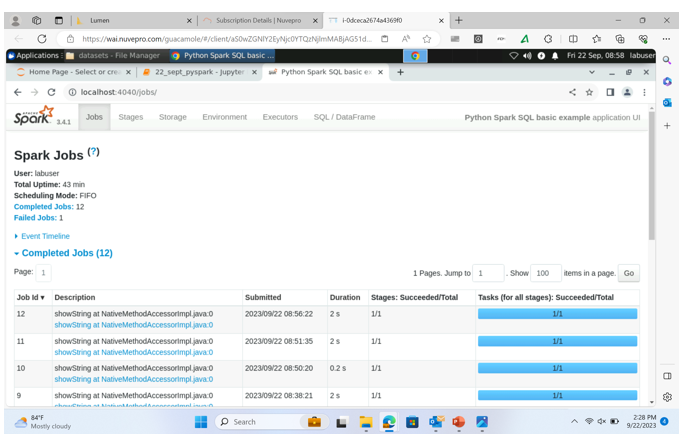 Lumen
Subscription Details | Nuvepro
i-0dceca2674a4369f0
https://wai.nuvepro.com/guacamole/#/client/aS0wZGNlY2EyNjc0YTQzNjlmMABjAG51d...
Applications
datasets - File Manager
Python Spark SQL basic ...
Fri 22 Sep, 08:58 labuser
Home Page - Select or cre
22_sept_pyspark - Jupyter
Python Spark SQL basic ex
localhost:4040/jobs/
APACHE
Spark 3.4.1
Jobs
Stages
Storage
Environment
Executors
SQL / DataFrame
Python Spark SQL basic example application UI
Spark Jobs (?)
User: labuser
Total Uptime: 43 min
Scheduling Mode: FIFO
Completed Jobs: 12
Failed Jobs: 1
Event Timeline
Completed Jobs (12)
Page: 1
1 Pages. Jump to 1 . Show 100 items in a page. Go
Job Id ▾ Description Submitted Duration Stages: Succeeded/Total Tasks (for all stages): Succeeded/Total
12 showString at NativeMethodAccessorImpl.java:0 2023/09/22 08:56:22 2 s 1/1 1/1
showString at NativeMethodAccessorImpl.java:0
11 showString at NativeMethodAccessorImpl.java:0 2023/09/22 08:51:35 2 s 1/1 1/1
showString at NativeMethodAccessorImpl.java:0
10 showString at NativeMethodAccessorImpl.java:0 2023/09/22 08:50:20 0.2 s 1/1 1/1
showString at NativeMethodAccessorImpl.java:0
9 showString at NativeMethodAccessorImpl.java:0 2023/09/22 08:38:21 2 s 1/1 1/1
showString at NativeMethodAccessorImpl.java:0
84°F
Mostly cloudy
Search
2:28 PM
9/22/2023
4